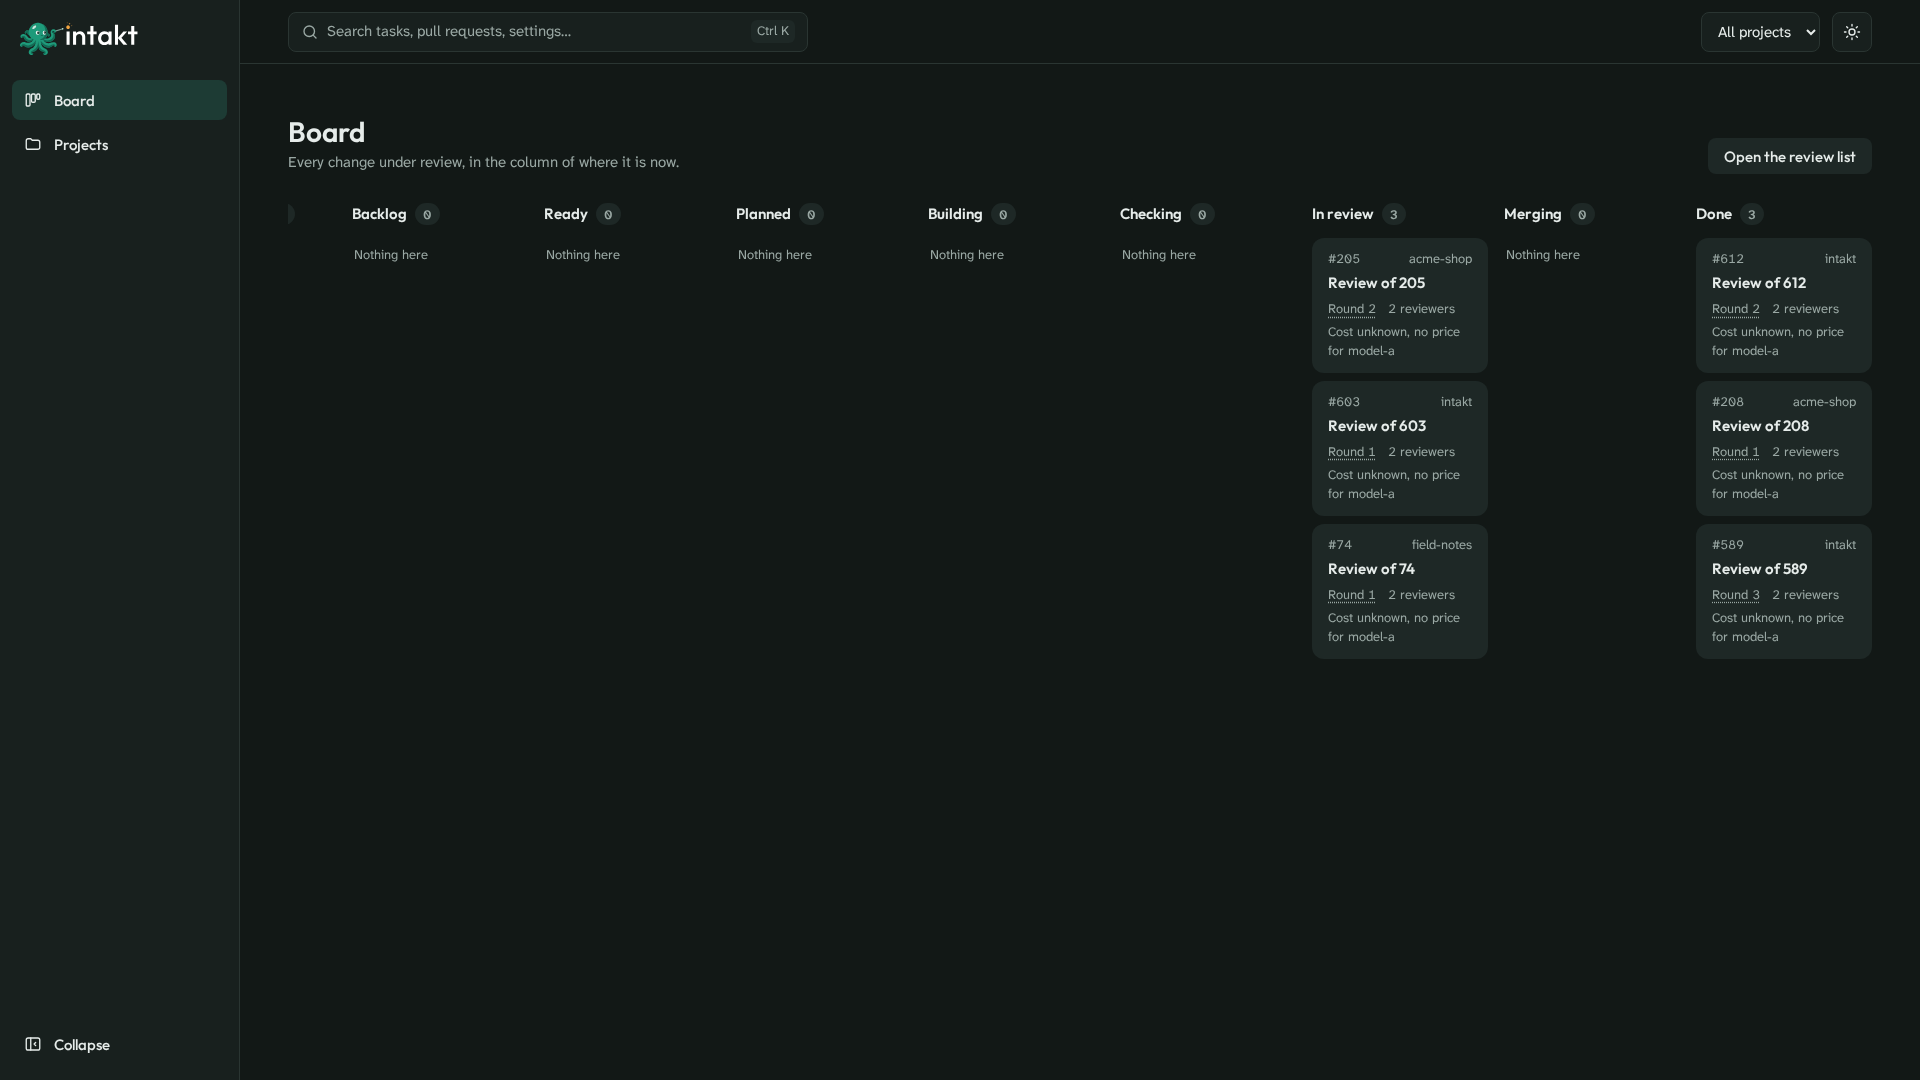 intakt
Search tasks, pull requests, settings...
Ctrl K
All projects
Board
Projects
Board
Every change under review, in the column of where it is now.
Open the review list
Backlog 0
Nothing here
Ready 0
Nothing here
Planned 0
Nothing here
Building 0
Nothing here
Checking 0
Nothing here
In review 3
#205 acme-shop
Review of 205
Round 2 2 reviewers
Cost unknown, no price
for model-a
#603 intakt
Review of 603
Round 1 2 reviewers
Cost unknown, no price
for model-a
#74 field-notes
Review of 74
Round 1 2 reviewers
Cost unknown, no price
for model-a
Merging 0
Nothing here
Done 3
#612 intakt
Review of 612
Round 2 2 reviewers
Cost unknown, no price
for model-a
#208 acme-shop
Review of 208
Round 1 2 reviewers
Cost unknown, no price
for model-a
#589 intakt
Review of 589
Round 3 2 reviewers
Cost unknown, no price
for model-a
Collapse